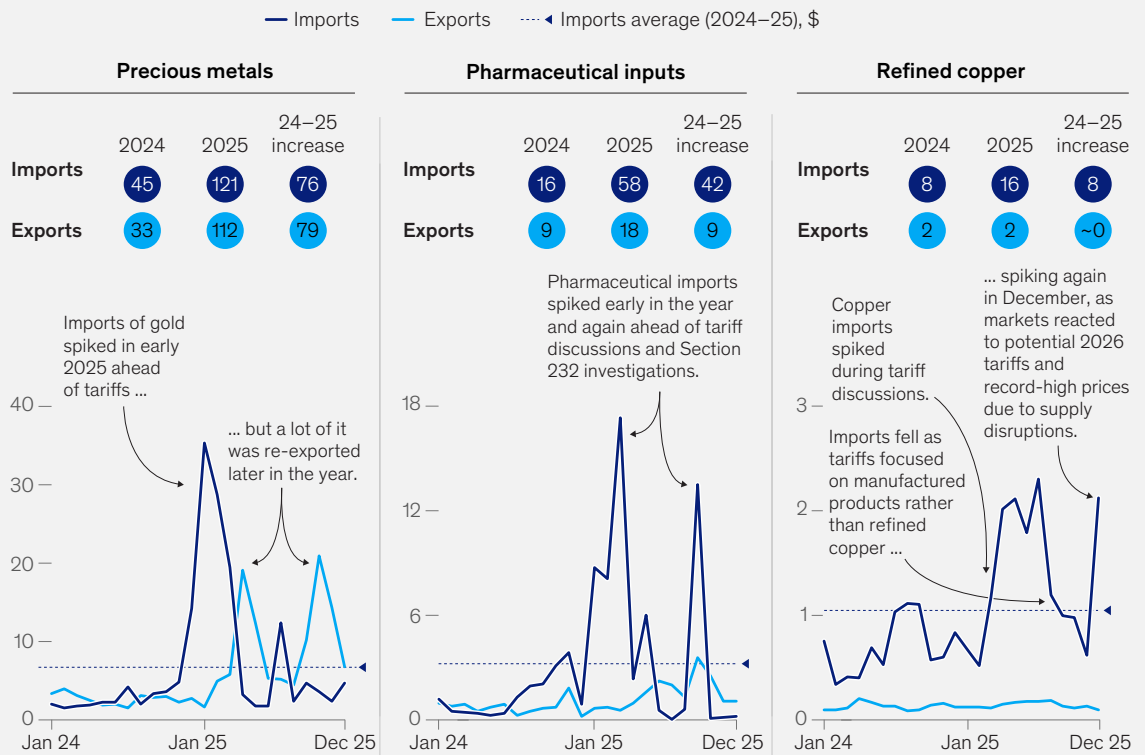 Imports Exports Imports average (2024–25), $
Precious metals
2024 2025 24–25 increase
Imports 45 121 76
Exports 33 112 79
Imports of gold
spiked in early
2025 ahead
of tariffs ...
... but a lot of it
was re-exported
later in the year.
40
30
20
10
0
Jan 24 Jan 25 Dec 25
Pharmaceutical inputs
2024 2025 24–25 increase
Imports 16 58 42
Exports 9 18 9
Pharmaceutical imports
spiked early in the year
and again ahead of tariff
discussions and Section
232 investigations.
18
12
6
0
Jan 24 Jan 25 Dec 25
Refined copper
2024 2025 24–25 increase
Imports 8 16 8
Exports 2 2 ~0
Copper
imports
spiked
during tariff
discussions.
Imports fell as
tariffs focused
on manufactured
products rather
than refined
copper ...
... spiking again
in December, as
markets reacted
to potential 2026
tariffs and
record-high prices
due to supply
disruptions.
3
2
1
0
Jan 24 Jan 25 Dec 25